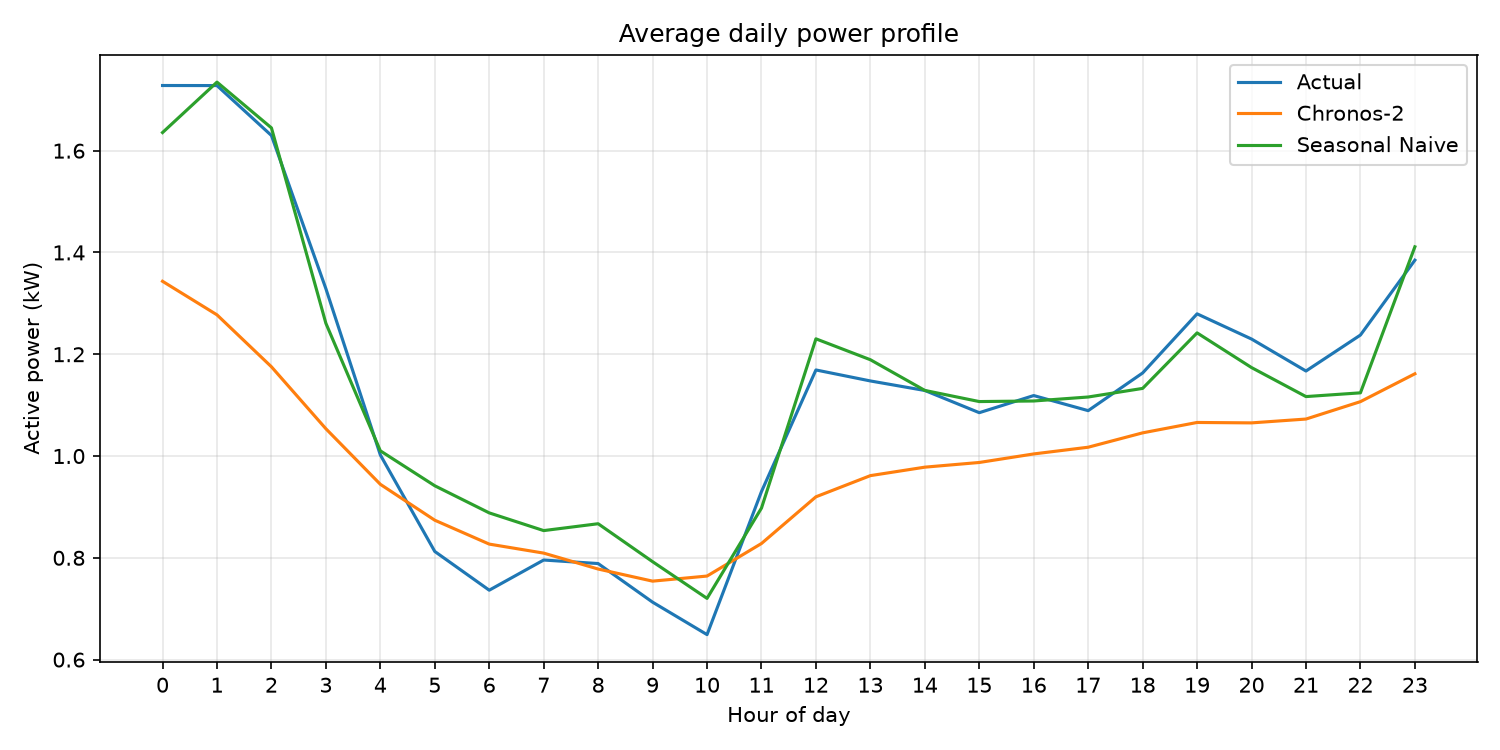 Average daily power profile
Actual
Chronos-2
Seasonal Naive
Active power (kW)
1.6
1.4
1.2
1.0
0.8
0.6
0 1 2 3 4 5 6 7 8 9 10 11 12 13 14 15 16 17 18 19 20 21 22 23
Hour of day